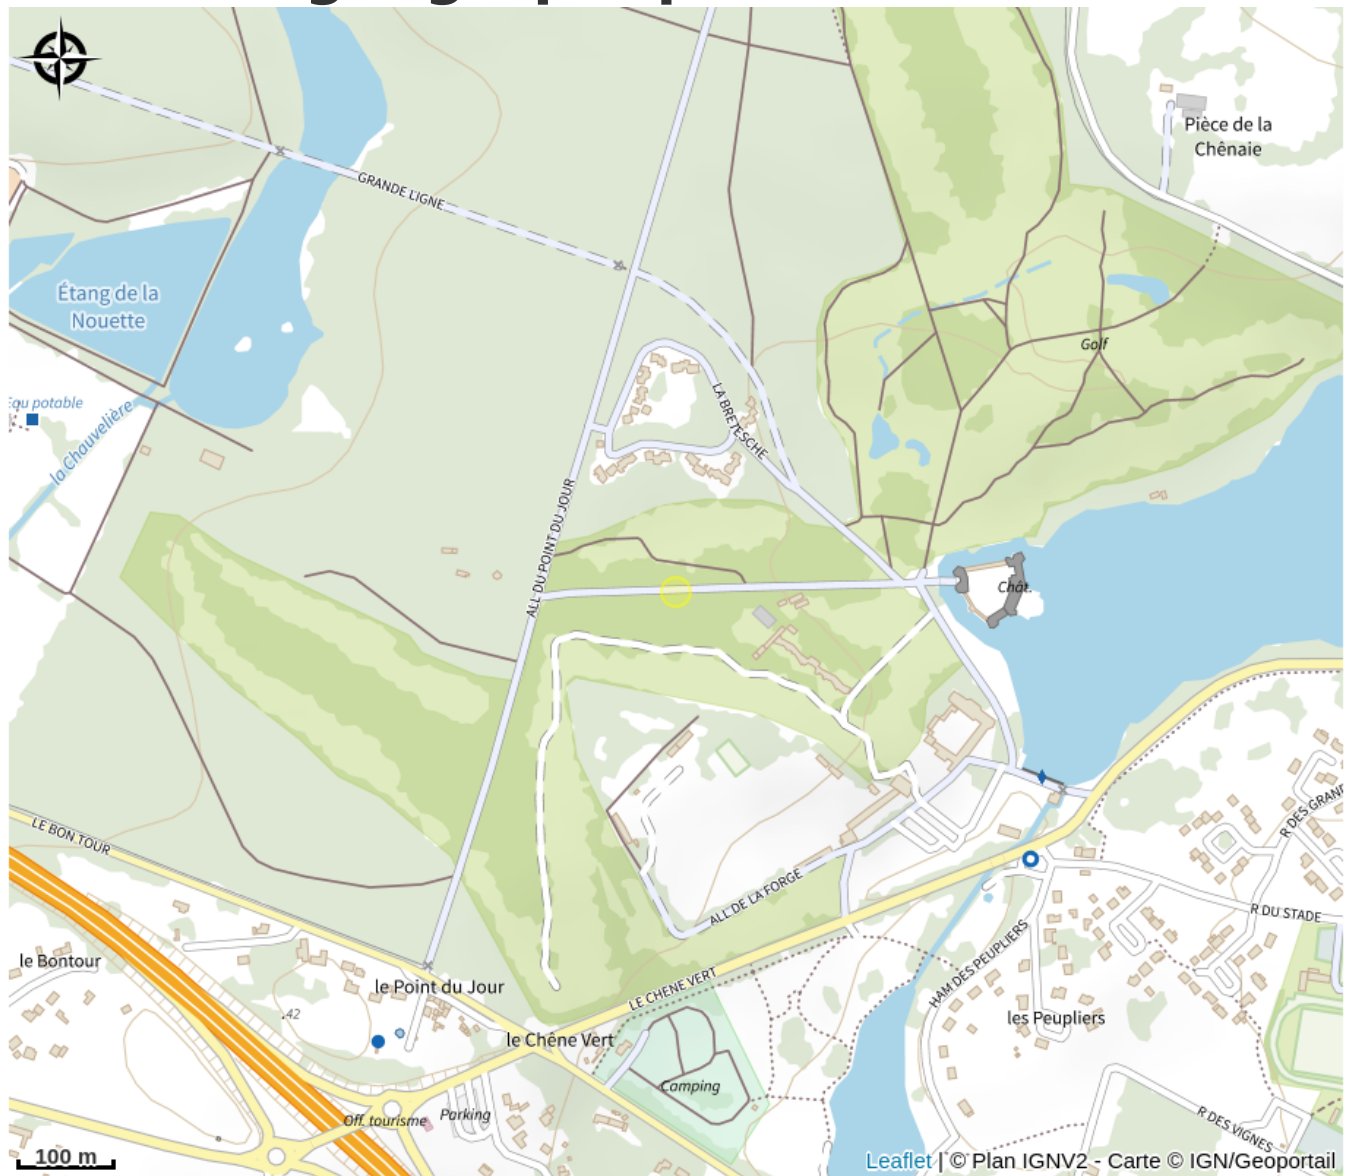 Pièce de la
Chênaie
GRANDE LIGNE
Étang de la
Nouette
Golf
Eau potable
la Chauvelière
LA BRETESCHE
ALL DU POINT DU JOUR
Chât.
LE BON TOUR
R DES GRAN
ALL DE LA FORGE
R DU STADE
le Bontour
le Point du Jour
HAM DES PEUPLIERS
LE CHENE VERT
.42
les Peupliers
le Chêne Vert
Camping
Off. tourisme
Parking
R DES VIGNES
100 m
Leaflet | © Plan IGNV2 - Carte © IGN/Geoportail